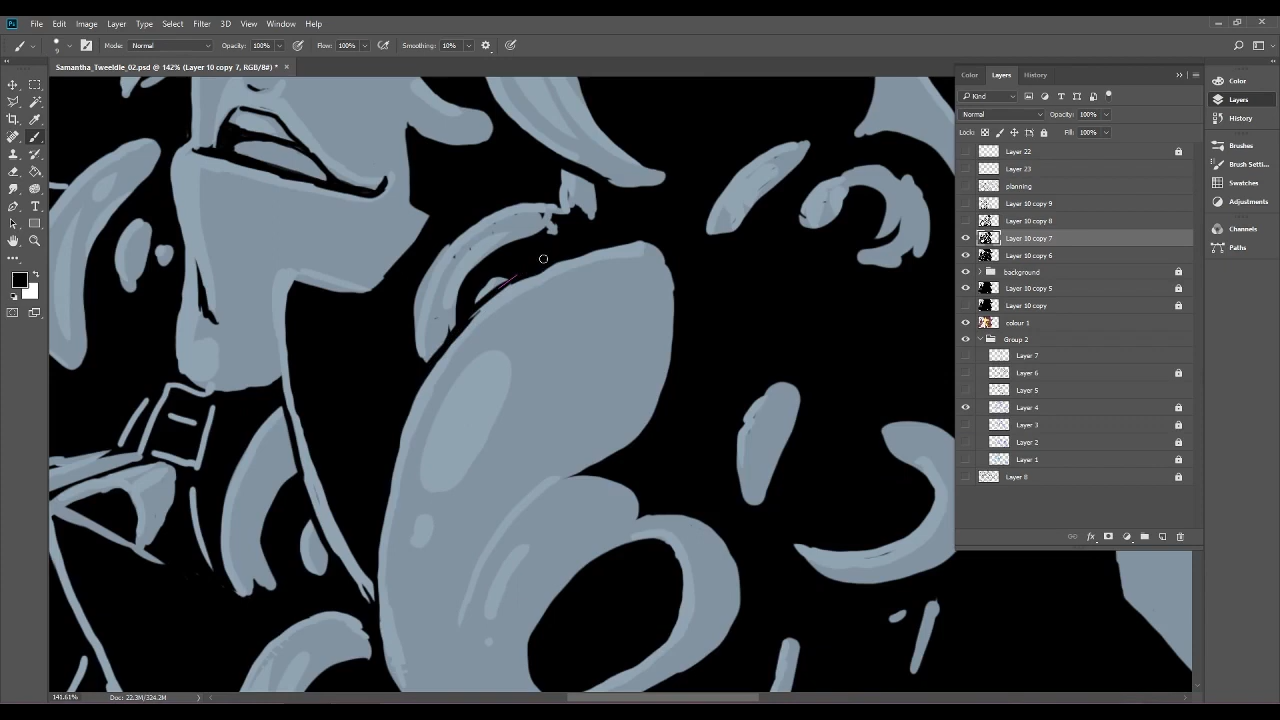 Ps File Edit Image Layer Type Select Filter 3D View Window Help
9 Mode: Normal Opacity: 100% Flow: 100% Smoothing: 10%
Samantha_Tweeldle_02.psd @ 142% (Layer 10 copy 7, RGB/8#) * ×
Color Layers History
Kind
Normal Opacity: 100%
Lock: Fill: 100%
Layer 22
Layer 23
planning
Layer 10 copy 9
Layer 10 copy 8
Layer 10 copy 7
Layer 10 copy 6
background
Layer 10 copy 5
Layer 10 copy
colour 1
Group 2
Layer 7
Layer 6
Layer 5
Layer 4
Layer 3
Layer 2
Layer 1
Layer 8
fx
Color
Layers
History
Brushes
Brush Setti...
Swatches
Adjustments
Channels
Paths
141.61% Doc: 22.3M/324.2M